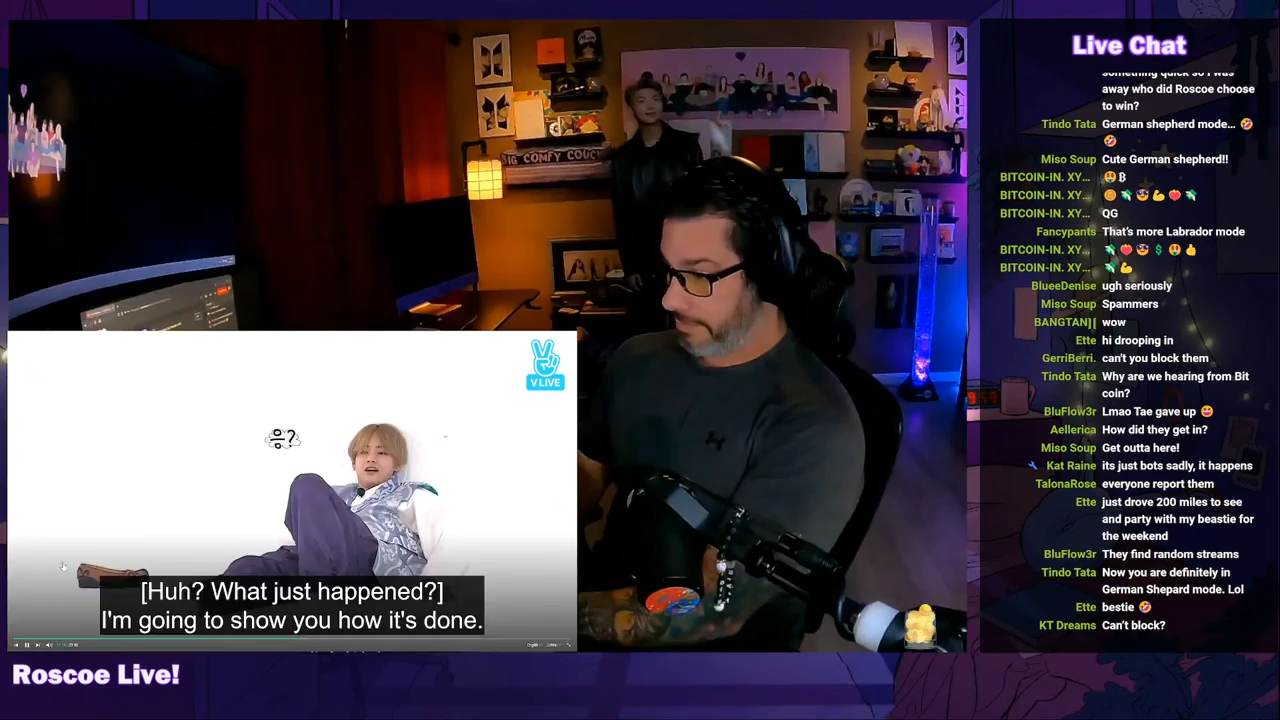 Live Chat
something quick so I was
away who did Roscoe choose
to win?
Tindo Tata German shepherd mode... 🤣
🤣
Miso Soup Cute German shepherd!!
BITCOIN-IN. XY... 🤑₿
BITCOIN-IN. XY... 🪙 💸 🤠 💪 ❤️ 💸
BITCOIN-IN. XY... QG
Fancypants That's more Labrador mode
BITCOIN-IN. XY... 💸 ❤️ 🤠 💲 🤑 👍
BITCOIN-IN. XY... 💸 💪
BlueeDenise ugh seriously
Miso Soup Spammers
BANGTAN][ wow
Ette hi drooping in
GerriBerri. can't you block them
Tindo Tata Why are we hearing from Bit
coin?
BluFlow3r Lmao Tae gave up 😀
Aellerica How did they get in?
Miso Soup Get outta here!
Kat Raine its just bots sadly, it happens
TalonaRose everyone report them
Ette just drove 200 miles to see
and party with my beastie for
the weekend
BluFlow3r They find random streams
Tindo Tata Now you are definitely in
German Shepard mode. Lol
Ette bestie 🤣
KT Dreams Can't block?
BIG COMFY COUCH
9:59
V LIVE
응?
[Huh? What just happened?]
I'm going to show you how it's done.
Roscoe Live!